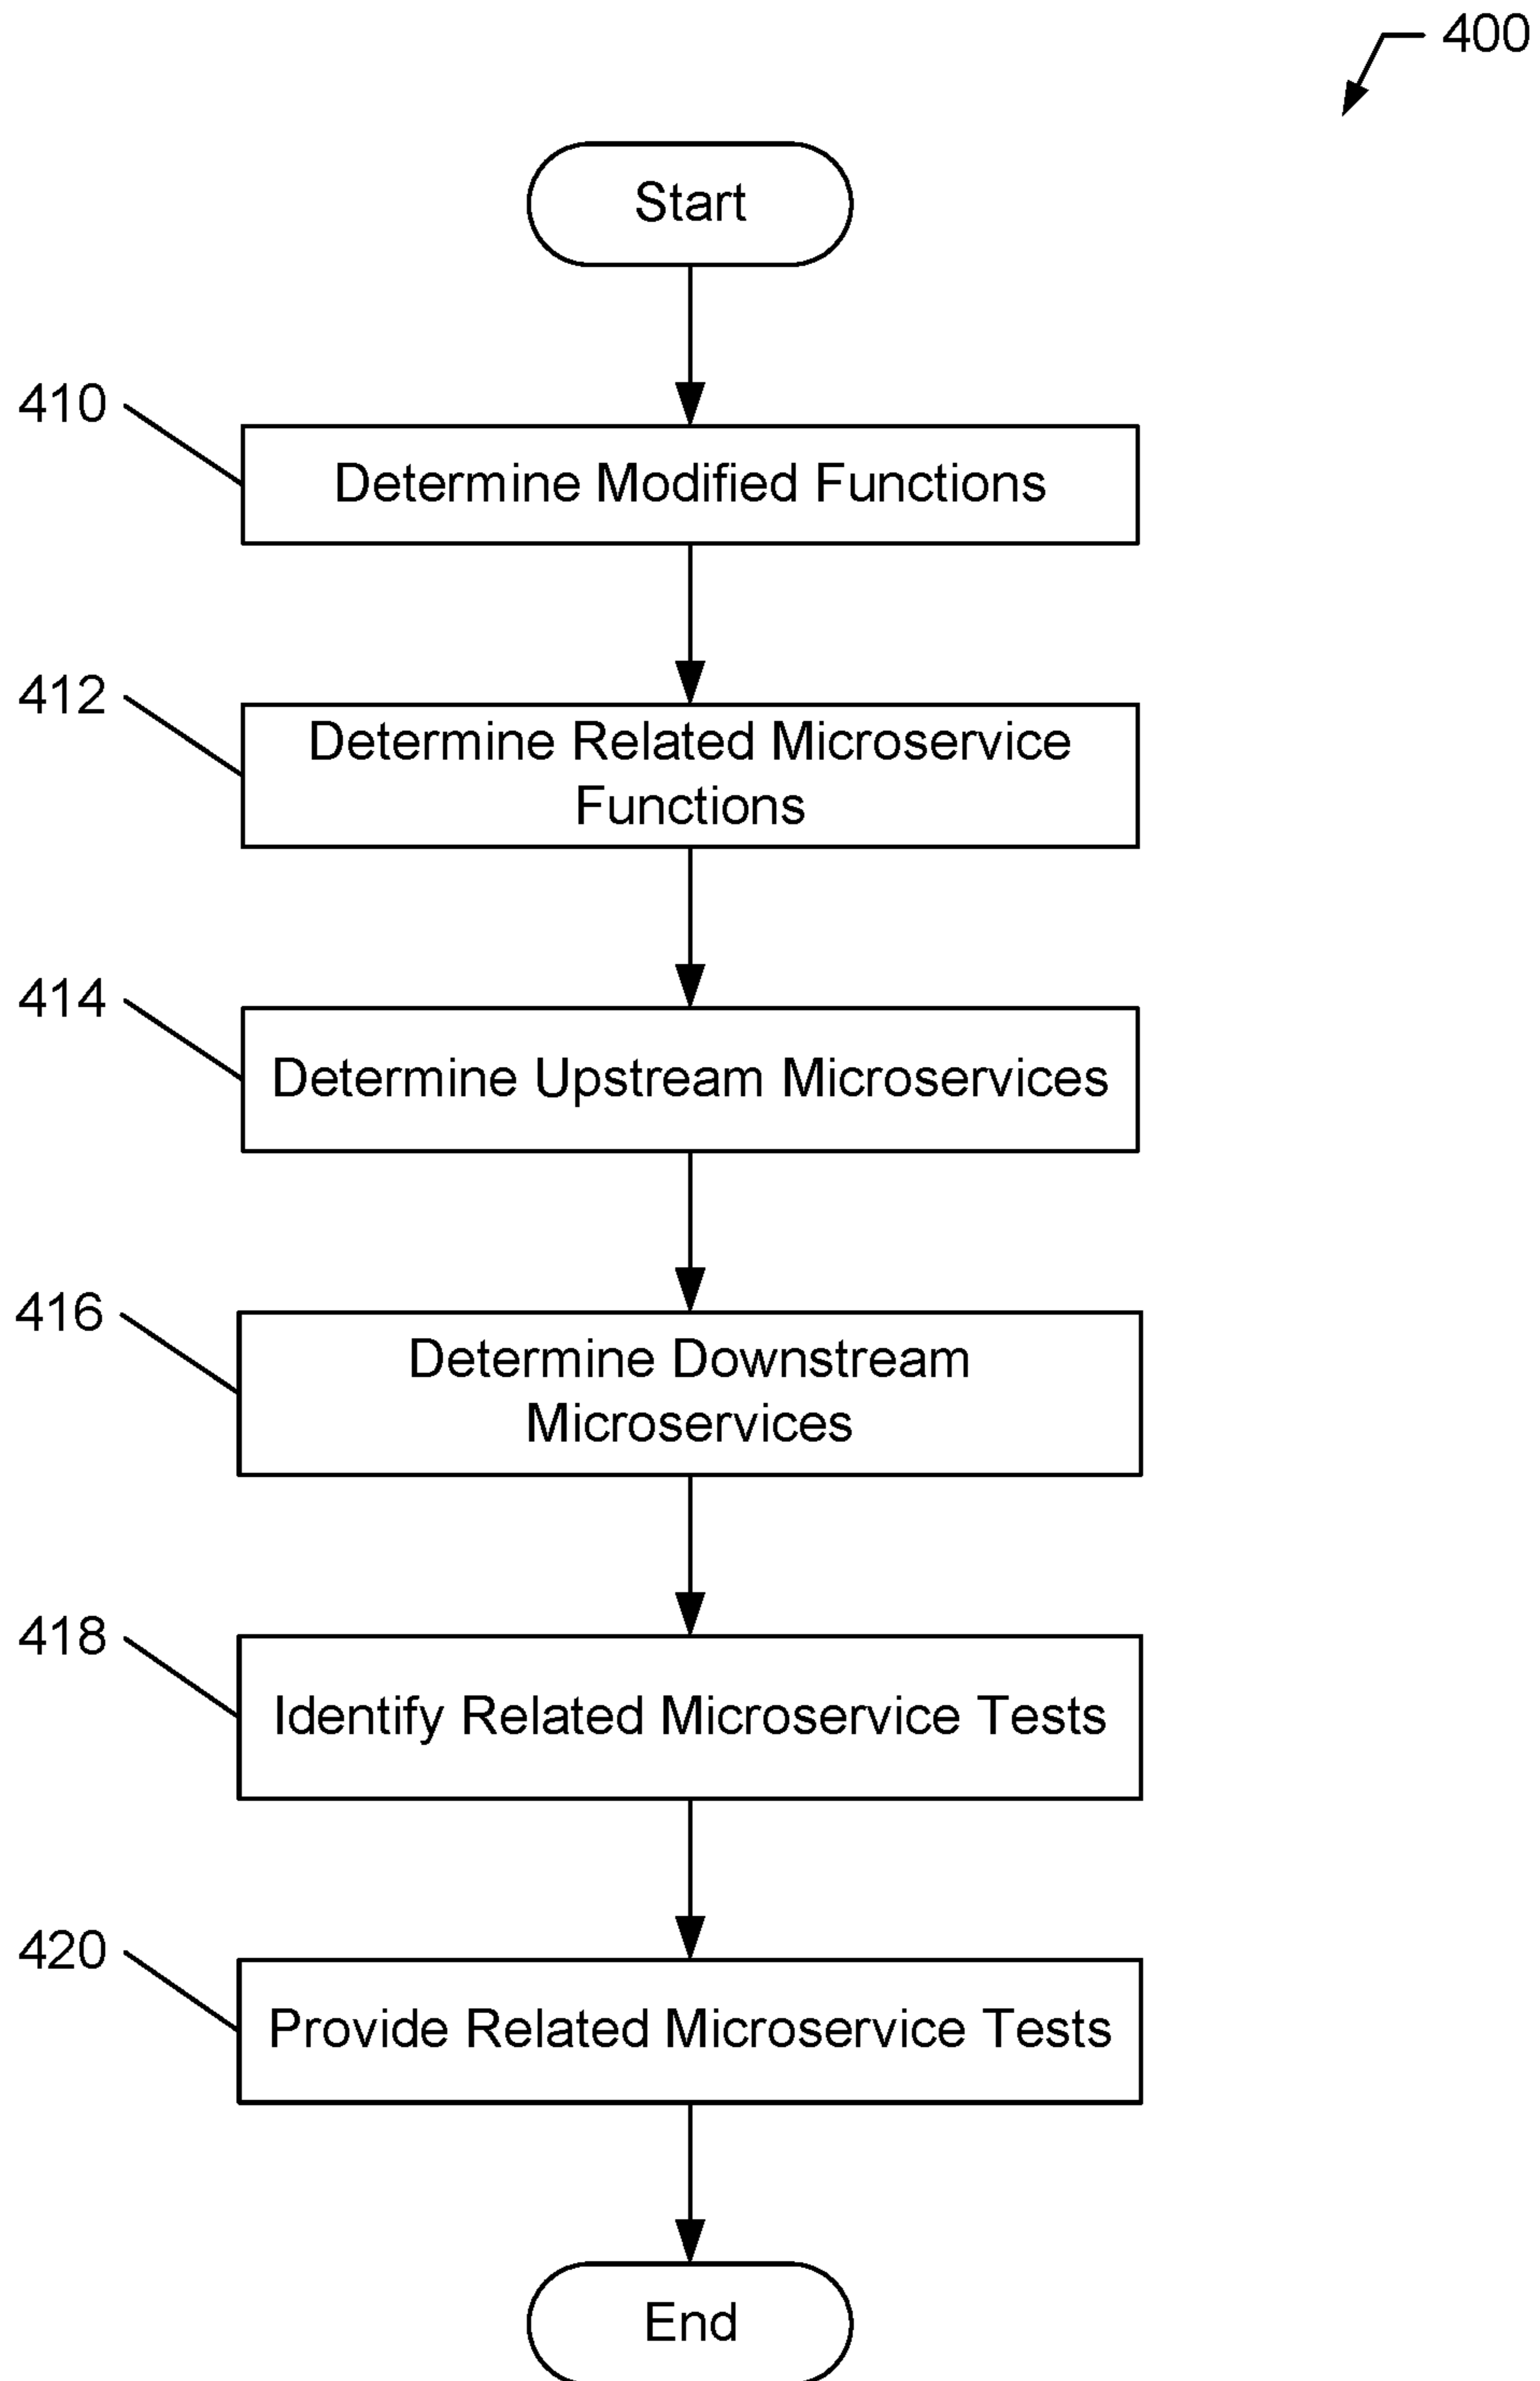 400
Start
410
Determine Modified Functions
412
Determine Related Microservice
Functions
414
Determine Upstream Microservices
416
Determine Downstream
Microservices
418
Identify Related Microservice Tests
420
Provide Related Microservice Tests
End